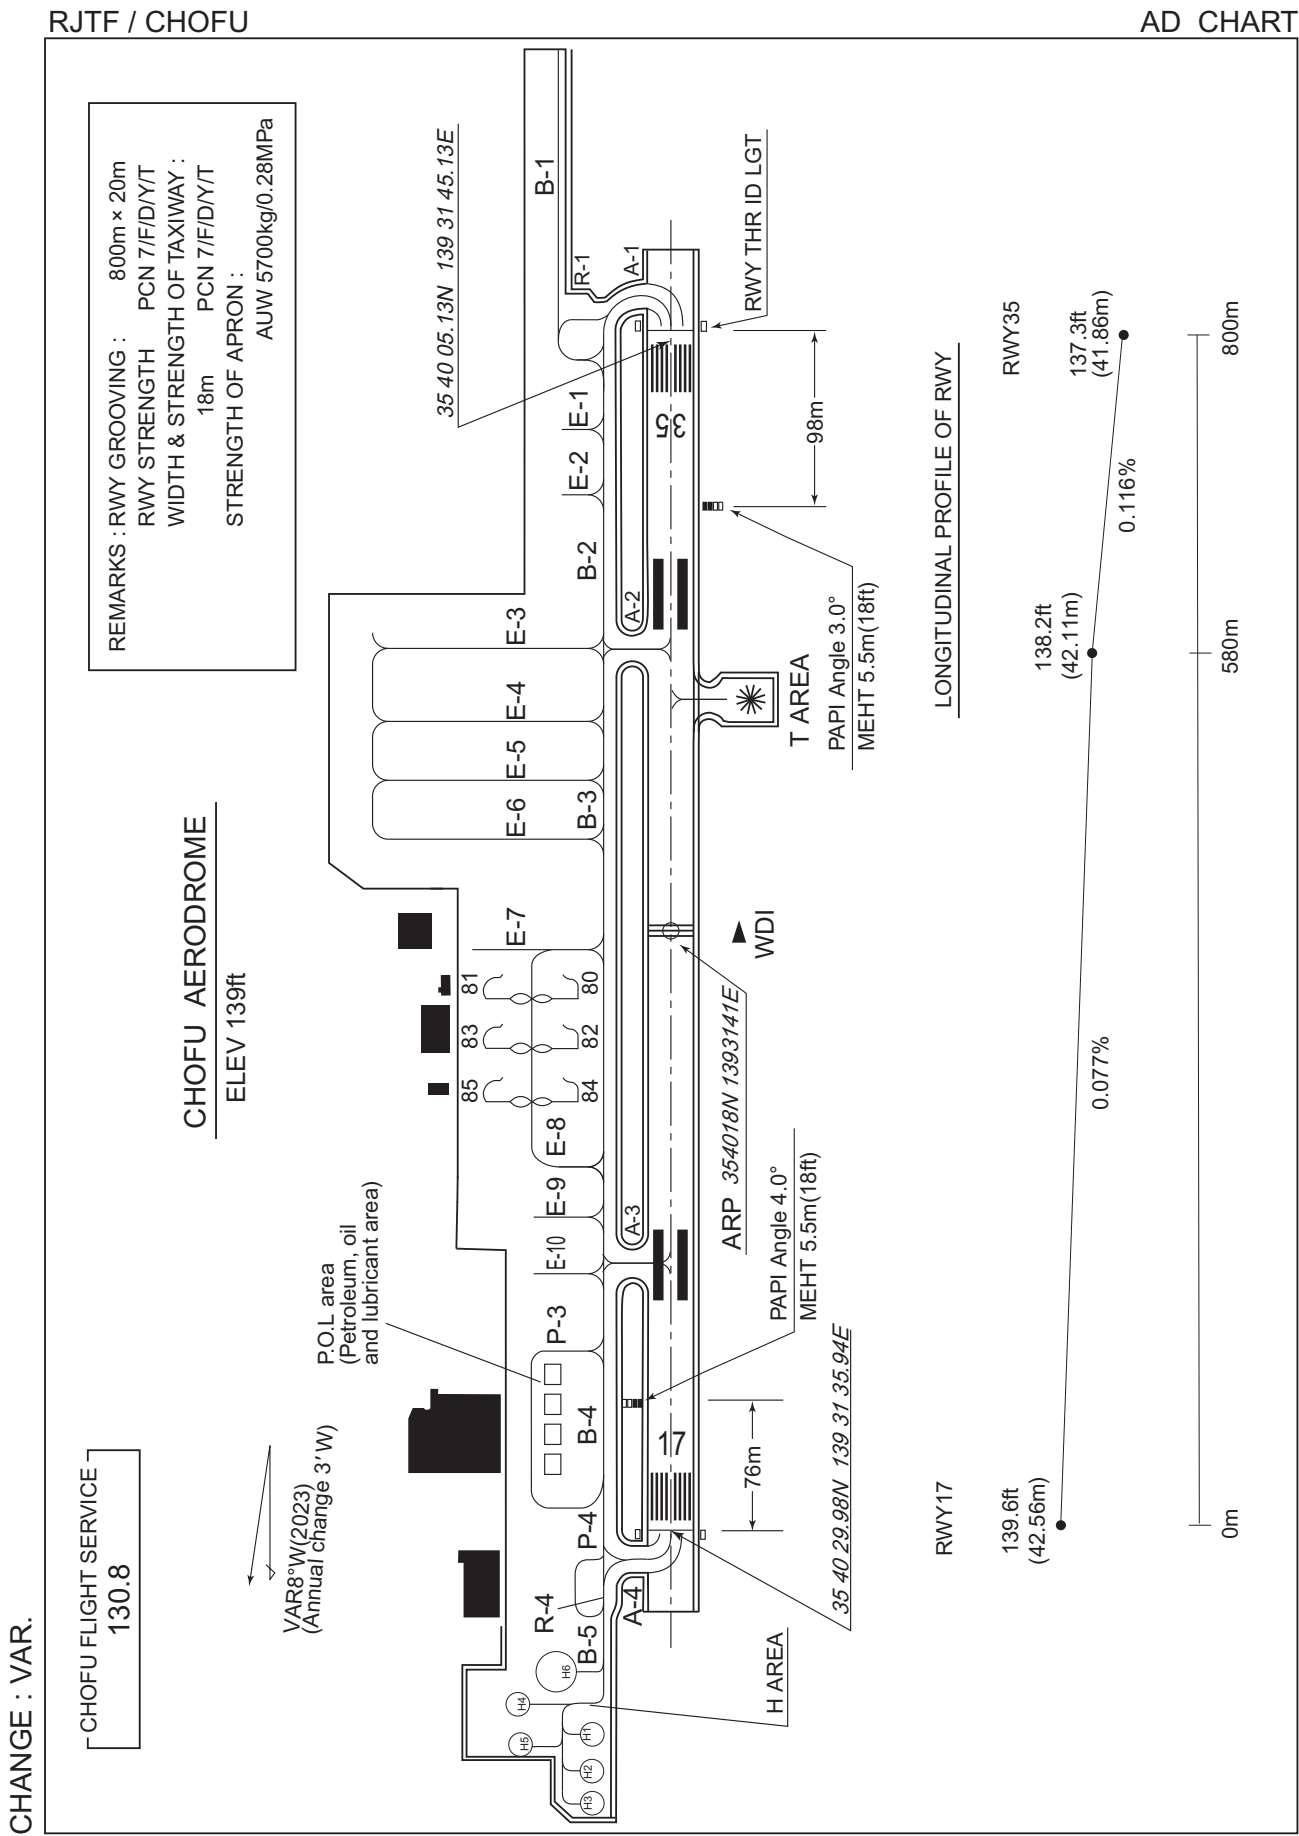 RJTF / CHOFU
AD CHART
CHANGE : VAR.
CHOFU FLIGHT SERVICE
130.8
VAR8°W(2023)
(Annual change 3' W)
CHOFU AERODROME
ELEV 139ft
REMARKS : RWY GROOVING : 800m × 20m
RWY STRENGTH PCN 7/F/D/Y/T
WIDTH & STRENGTH OF TAXIWAY :
18m PCN 7/F/D/Y/T
STRENGTH OF APRON :
AUW 5700kg/0.28MPa
P.O.L area
(Petroleum, oil
and lubricant area)
35 40 05.13N 139 31 45.13E
B-1
R-1
A-1
RWY THR ID LGT
E-1
E-2
B-2
E-3
E-4
E-5
E-6
B-3
E-7
81
80
83
82
85
84
E-8
E-9
E-10
P-3
B-4
P-4
R-4
B-5
A-4
A-3
A-2
H6
H4
H5
H1
H2
H3
H AREA
35
17
98m
76m
PAPI Angle 3.0°
MEHT 5.5m(18ft)
T AREA
WDI
ARP 354018N 1393141E
PAPI Angle 4.0°
MEHT 5.5m(18ft)
35 40 29.98N 139 31 35.94E
LONGITUDINAL PROFILE OF RWY
RWY17
139.6ft
(42.56m)
0.077%
138.2ft
(42.11m)
0.116%
RWY35
137.3ft
(41.86m)
0m
580m
800m